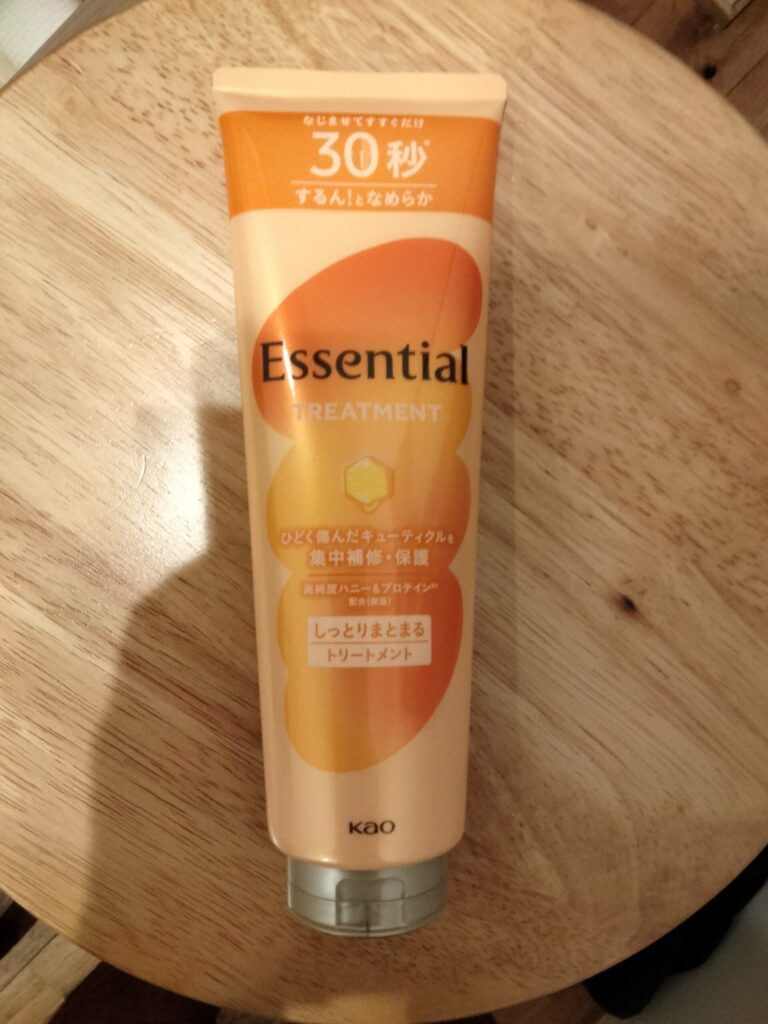 なじませてすすぐだけ
30秒*
するん!となめらか
Essential
TREATMENT
ひどく傷んだキューティクルを
集中補修・保護
高純度ハニー&プロテイン
配合(保湿)
しっとりまとまる
トリートメント
Kao